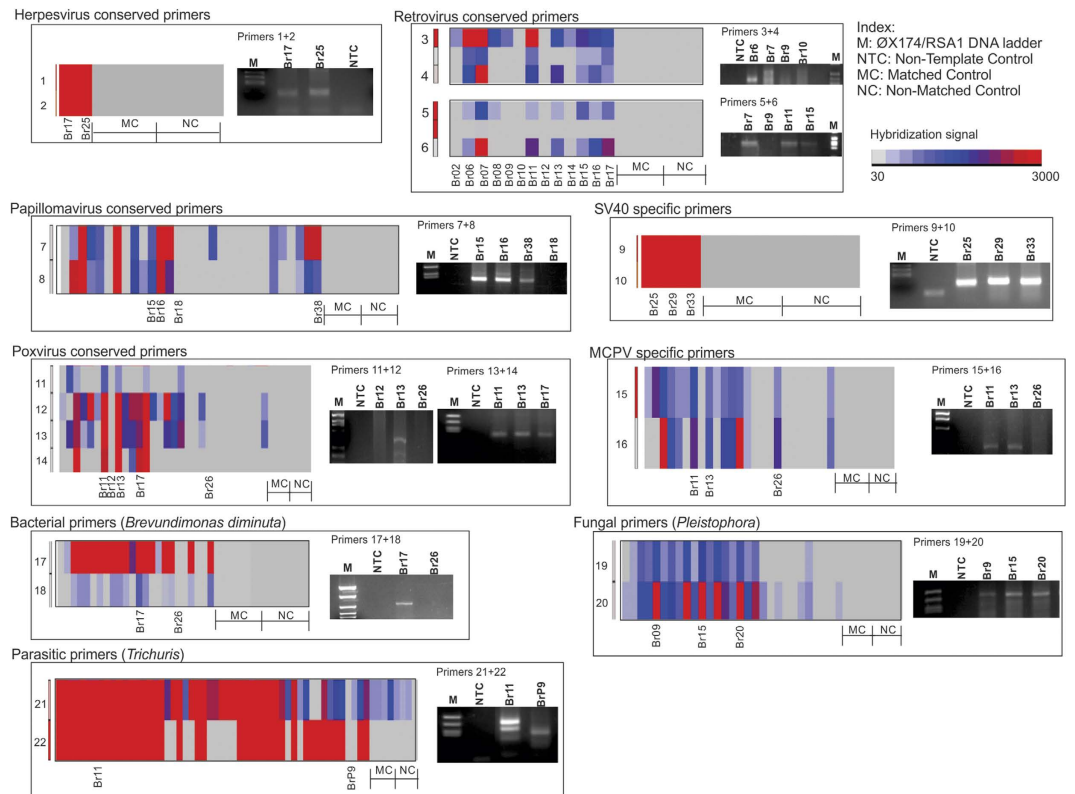 Herpesvirus conserved primers
Primers 1+2
M
Br17
Br25
NTC
1
2
Br17
Br25
MC
NC
Retrovirus conserved primers
3
4
5
6
Br02
Br06
Br07
Br08
Br09
Br10
Br11
Br12
Br13
Br14
Br15
Br16
Br17
MC
NC
Primers 3+4
NTC
Br6
Br7
Br9
Br10
M
Primers 5+6
Br7
Br9
Br11
Br15
M
Index:
M: ØX174/RSA1 DNA ladder
NTC: Non-Template Control
MC: Matched Control
NC: Non-Matched Control
Hybridization signal
30 3000
Papillomavirus conserved primers
7
8
Br15
Br16
Br18
Br38
MC
NC
Primers 7+8
M
NTC
Br15
Br16
Br38
Br18
SV40 specific primers
9
10
Br25
Br29
Br33
MC
NC
Primers 9+10
M
NTC
Br25
Br29
Br33
Poxvirus conserved primers
11
12
13
14
Br11
Br12
Br13
Br17
Br26
MC
NC
Primers 11+12
M
NTC
Br12
Br13
Br26
Primers 13+14
M
NTC
Br11
Br13
Br17
MCPV specific primers
15
16
Br11
Br13
Br26
MC
NC
Primers 15+16
M
NTC
Br11
Br13
Br26
Bacterial primers (Brevundimonas diminuta)
17
18
Br17
Br26
MC
NC
Primers 17+18
M
NTC
Br17
Br26
Fungal primers (Pleistophora)
19
20
Br09
Br15
Br20
MC
NC
Primers 19+20
M
NTC
Br9
Br15
Br20
Parasitic primers (Trichuris)
21
22
Br11
BrP9
MC
NC
Primers 21+22
M
NTC
Br11
BrP9